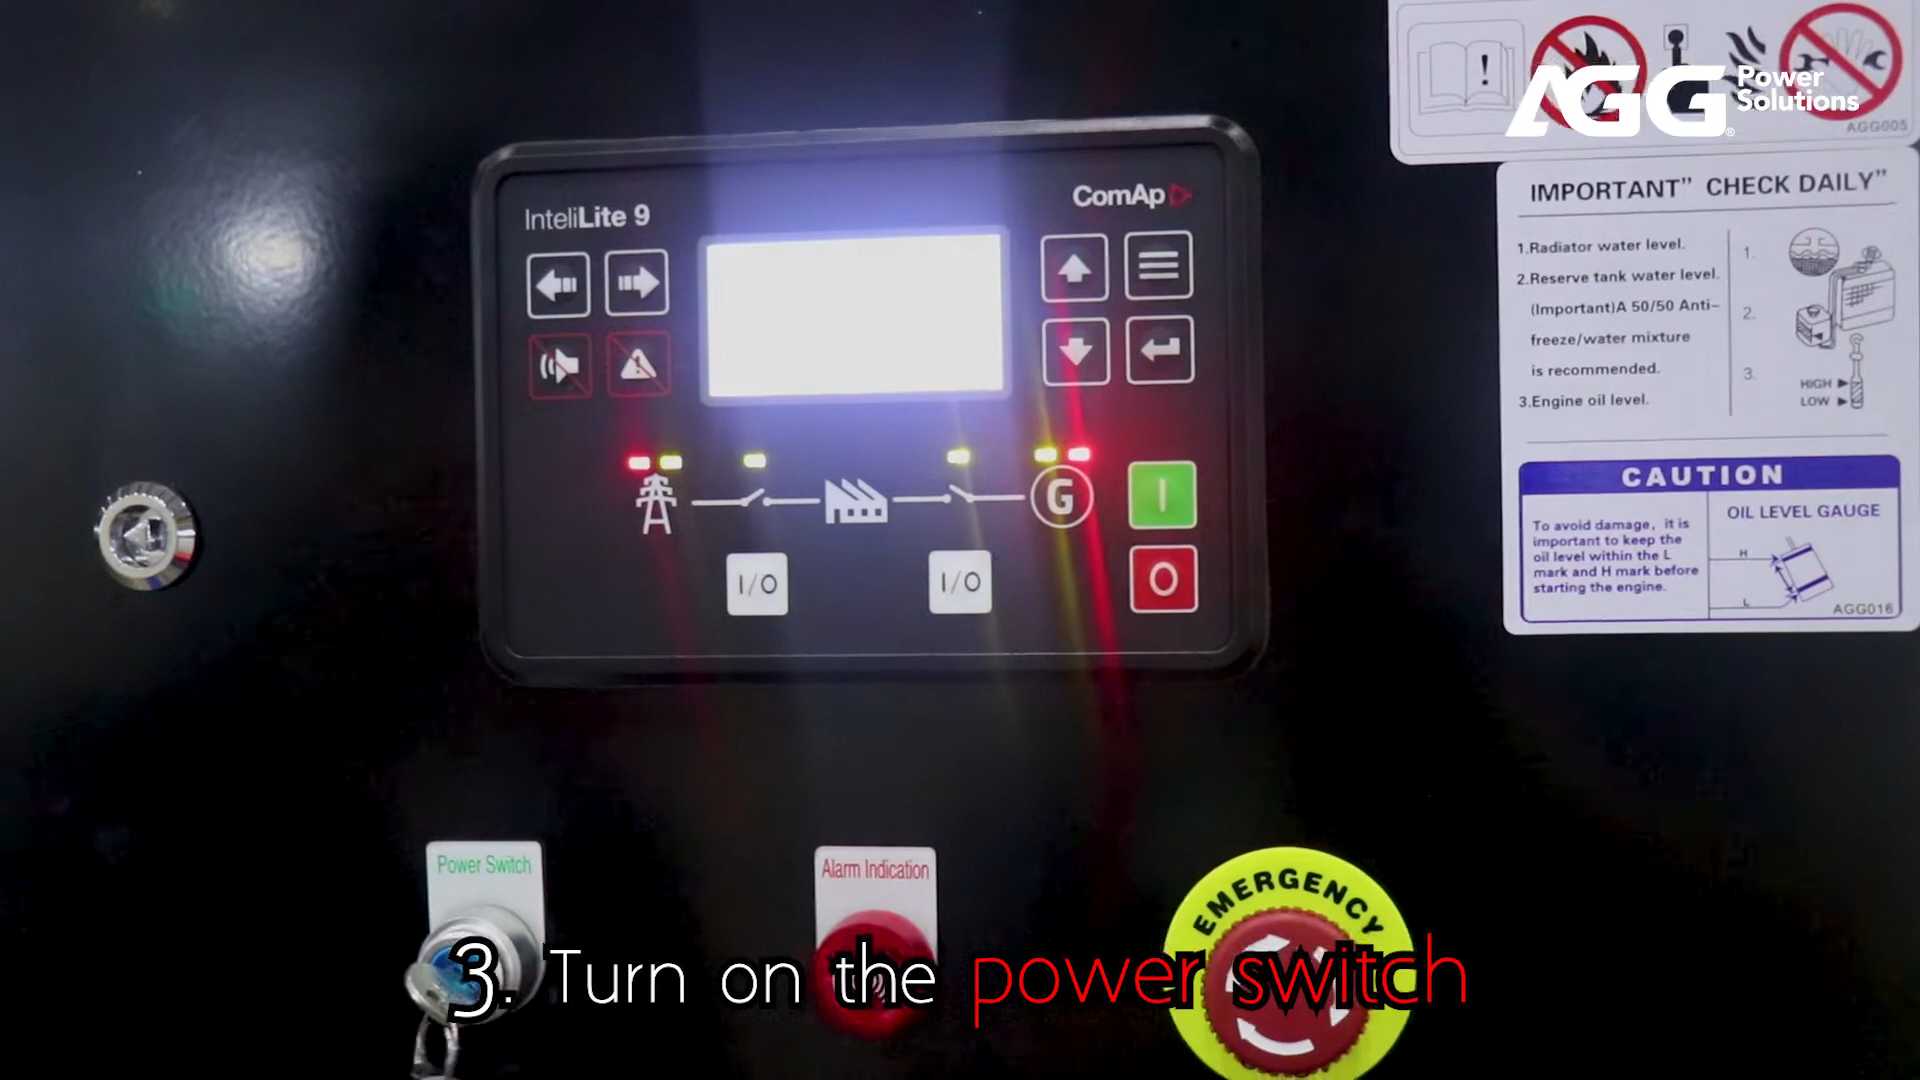 AGG Power Solutions
AGG005
IMPORTANT” CHECK DAILY”
1.Radiator water level.
2.Reserve tank water level.
(Important)A 50/50 Anti-
freeze/water mixture
is recommended.
3.Engine oil level.
1.
2.
3.
HIGH
LOW
CAUTION
To avoid damage, it is
important to keep the
oil level within the L
mark and H mark before
starting the engine.
OIL LEVEL GAUGE
H
L
AGG016
InteliLite 9
ComAp
G
I
I/O
I/O
O
Power Switch
Alarm Indication
EMERGENCY
3. Turn on the power switch